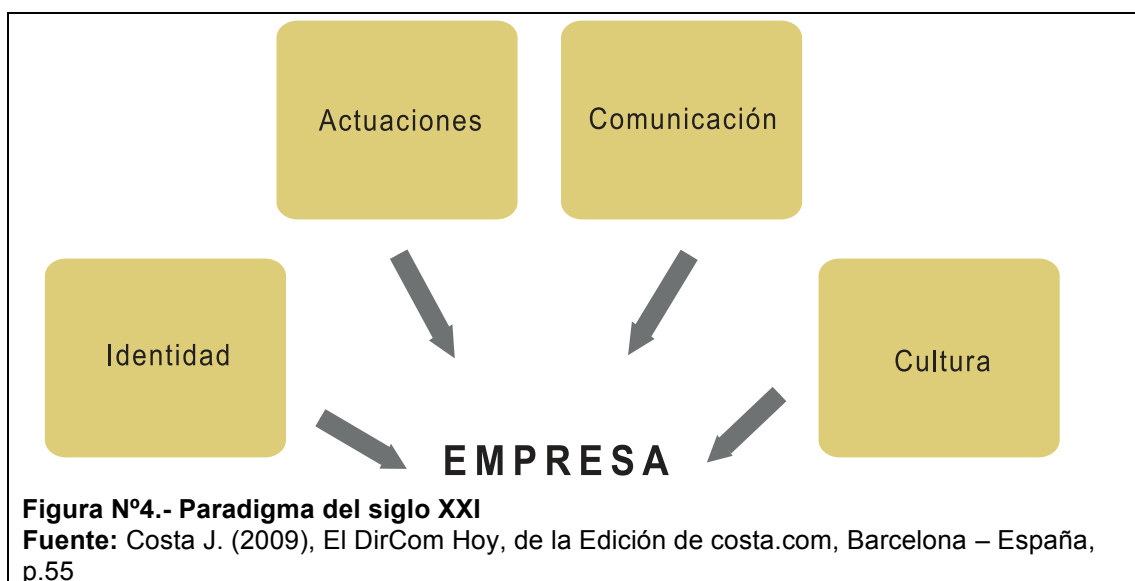 Actuaciones
Comunicación
Identidad
Cultura
EMPRESA
Figura Nº4.- Paradigma del siglo XXI
Fuente: Costa J. (2009), El DirCom Hoy, de la Edición de costa.com, Barcelona – España,
p.55